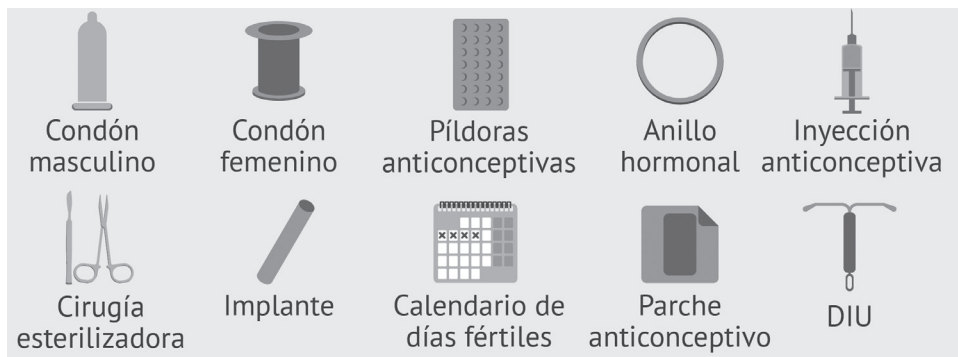 Condón
masculino
Condón
femenino
Píldoras
anticonceptivas
Anillo
hormonal
Inyección
anticonceptiva
Cirugía
esterilizadora
Implante
Calendario de
días fértiles
Parche
anticonceptivo
DIU